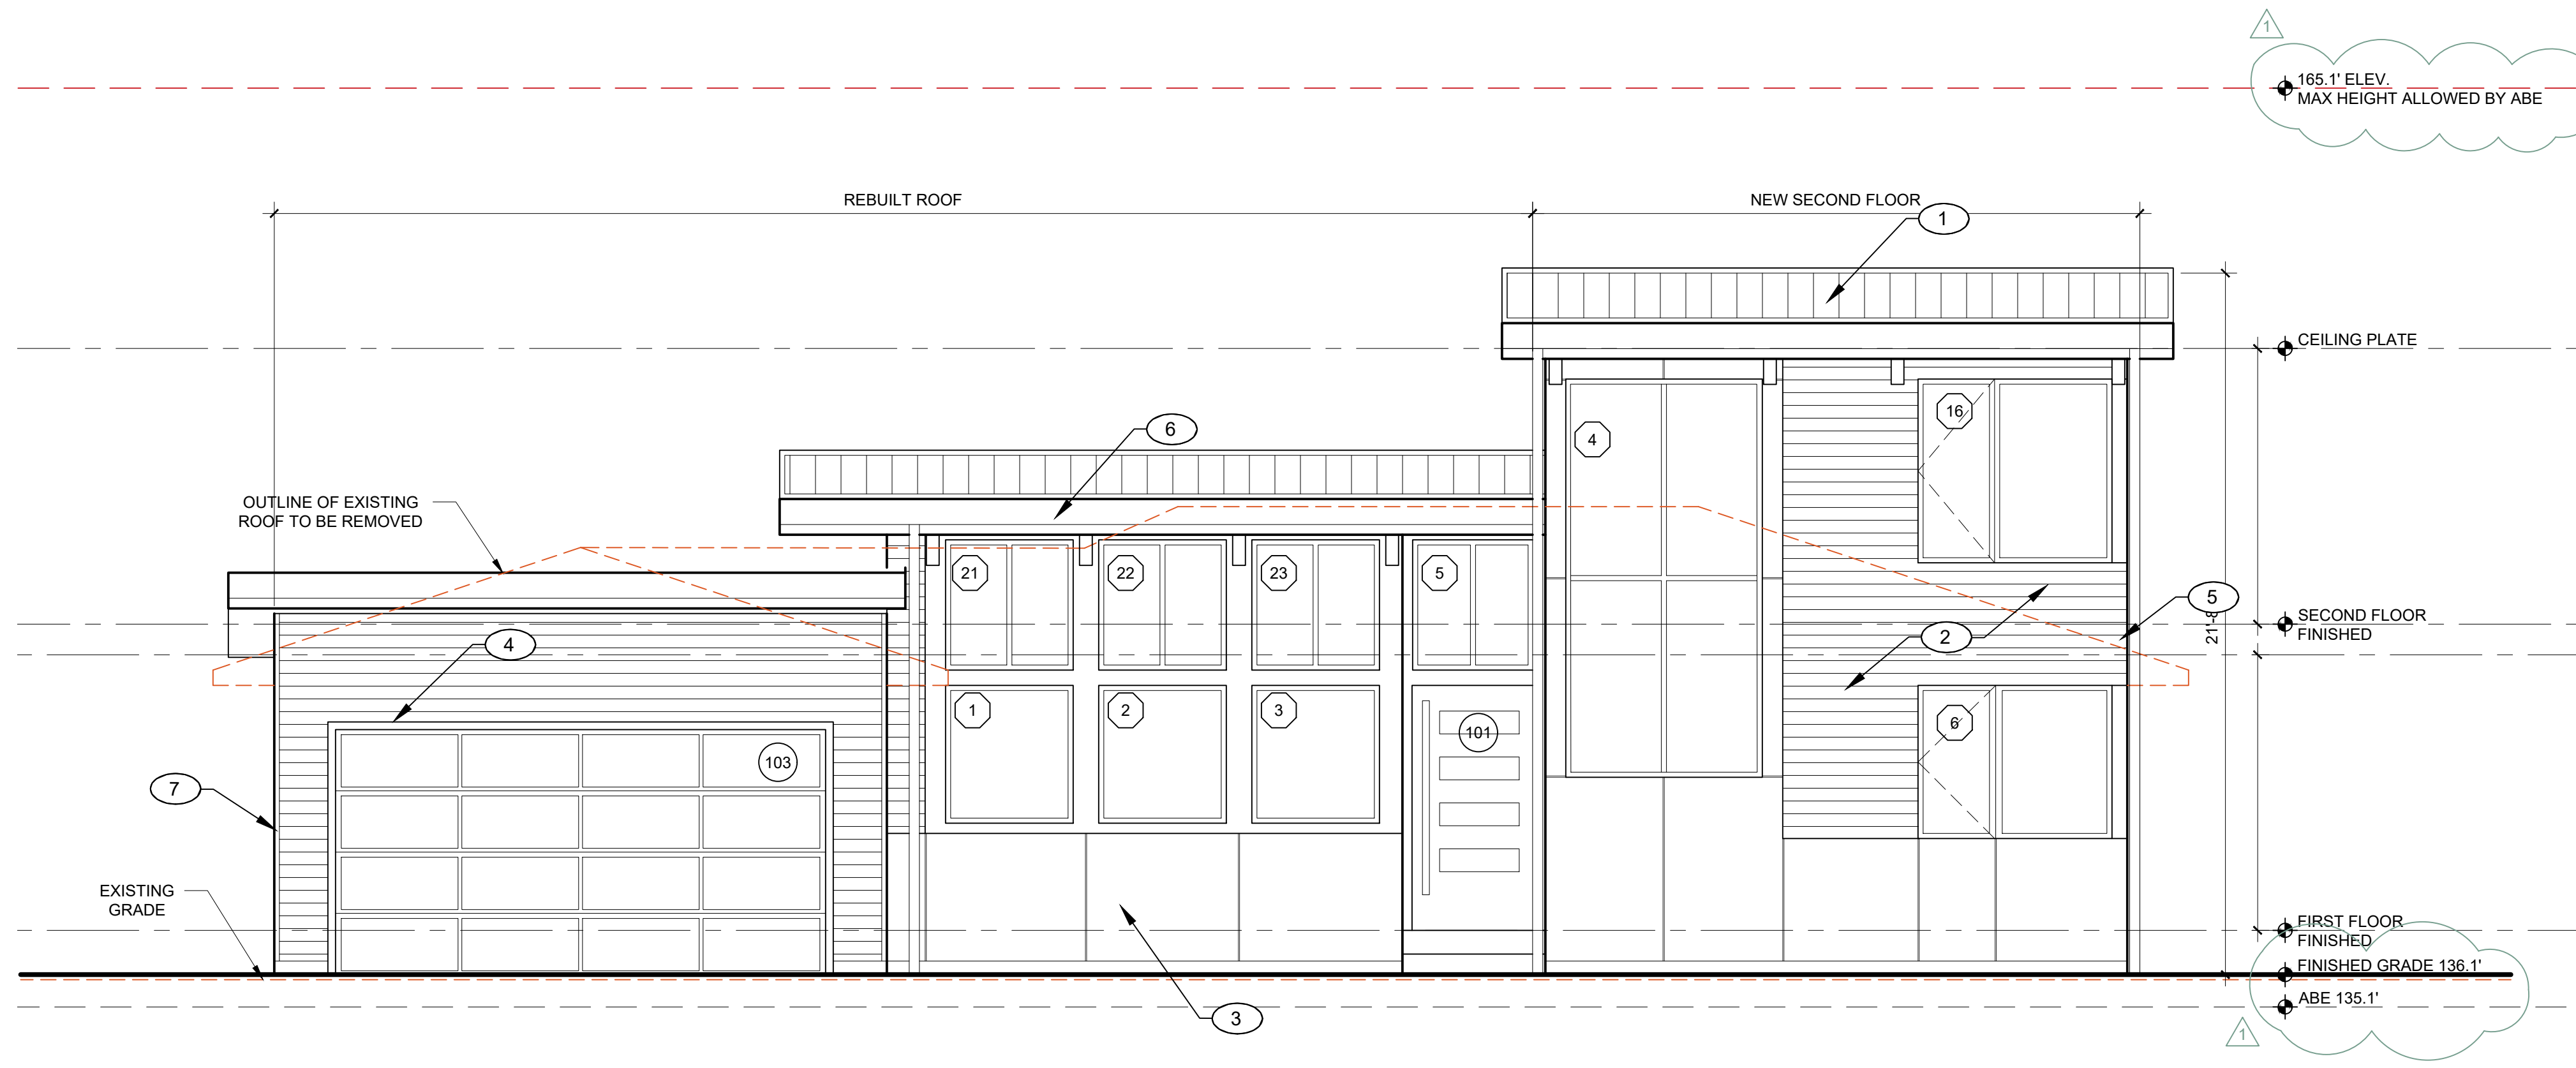 1
165.1' ELEV.
MAX HEIGHT ALLOWED BY ABE
REBUILT ROOF
NEW SECOND FLOOR
1
CEILING PLATE
16
6
4
OUTLINE OF EXISTING
ROOF TO BE REMOVED
21
22
23
5
5
SECOND FLOOR
FINISHED
4
2
1
2
3
6
101
103
7
EXISTING
GRADE
FIRST FLOOR
FINISHED
FINISHED GRADE 136.1'
ABE 135.1'
3
1